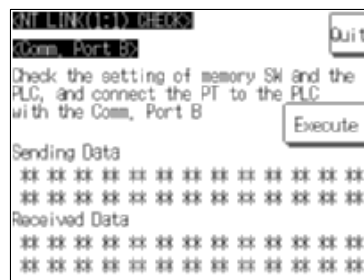 <NT LINK(1:1) CHECK>
Quit
<Comm. Port B>
Check the setting of memory SW and the
PLC, and connect the PT to the PLC
with the Comm. Port B
Execute
Sending Data
** ** ** ** ** ** ** ** ** ** ** ** **
** ** ** ** ** ** ** ** ** ** ** ** **
Received Data
** ** ** ** ** ** ** ** ** ** ** ** **
** ** ** ** ** ** ** ** ** ** ** ** **